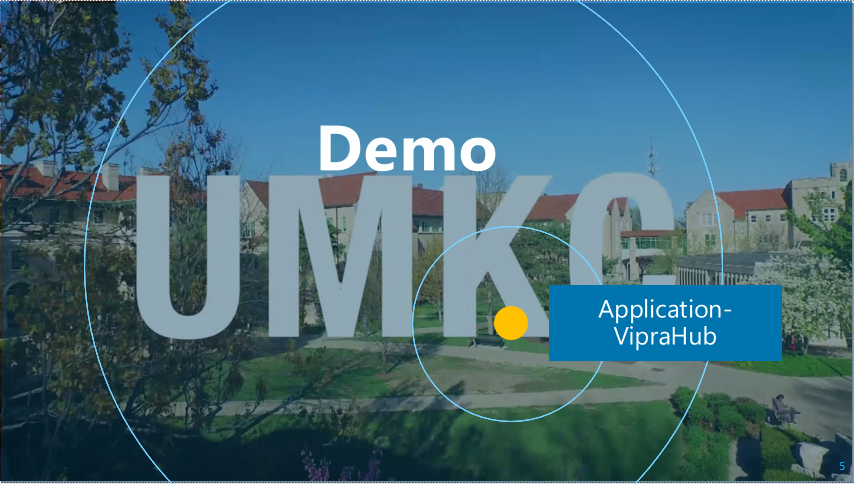 Demo
UMKC
Application-
VipraHub
5